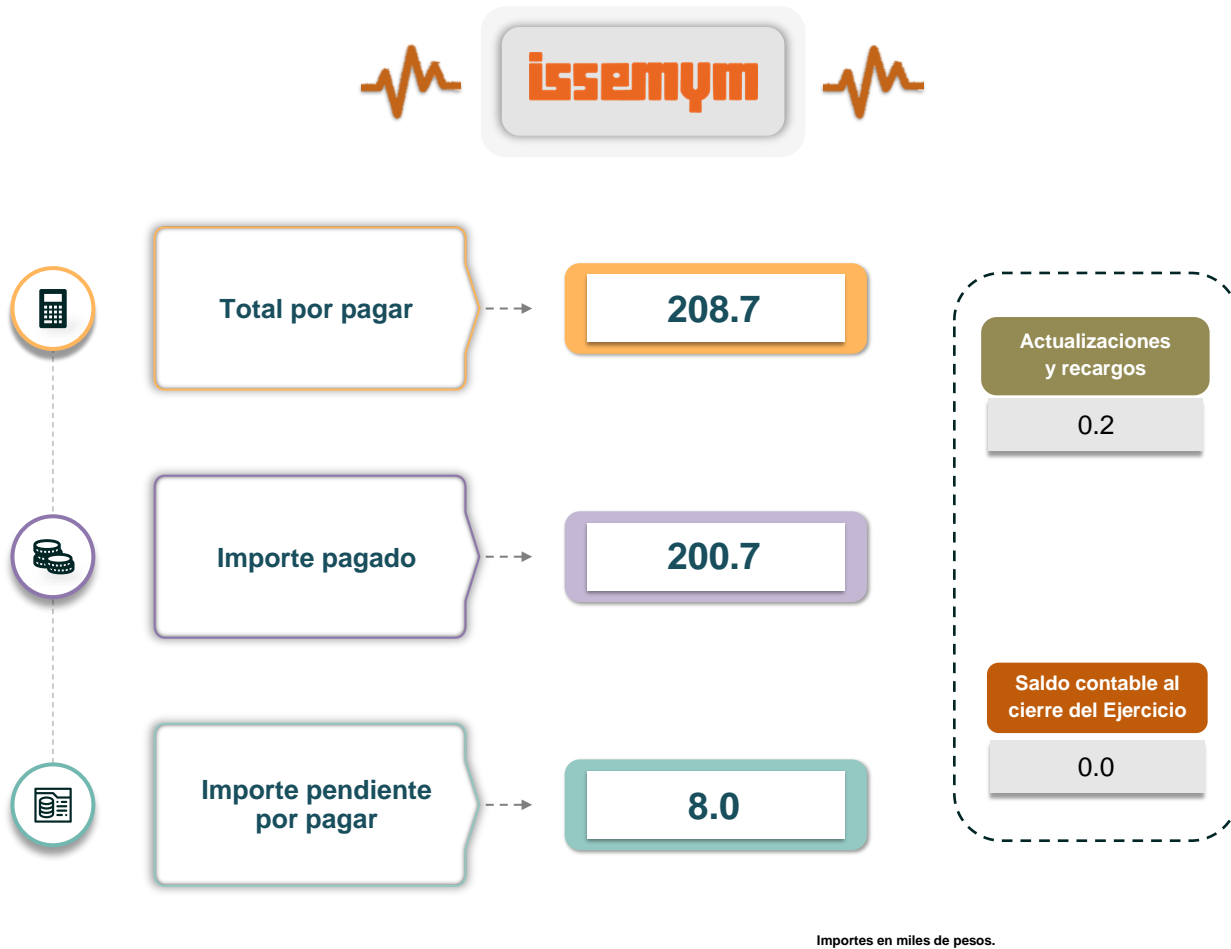 issemym
Total por pagar
208.7
Actualizaciones
y recargos
0.2
Importe pagado
200.7
Importe pendiente
por pagar
8.0
Saldo contable al
cierre del Ejercicio
0.0
Importes en miles de pesos.